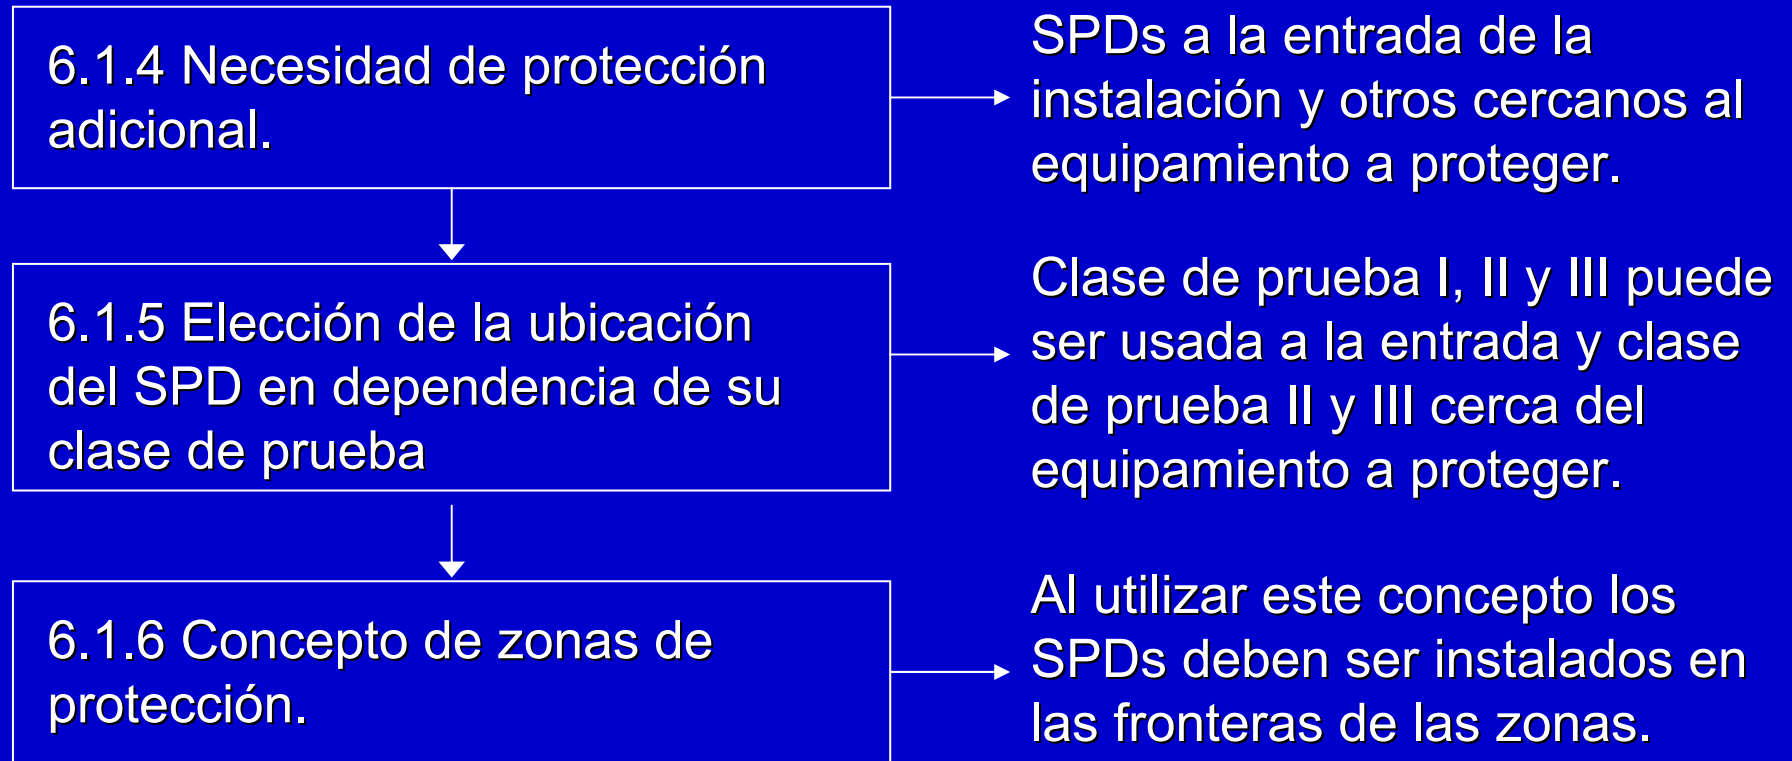 6.1.4 Necesidad de protección
adicional.
SPDs a la entrada de la
instalación y otros cercanos al
equipamiento a proteger.
6.1.5 Elección de la ubicación
del SPD en dependencia de su
clase de prueba
Clase de prueba I, II y III puede
ser usada a la entrada y clase
de prueba II y III cerca del
equipamiento a proteger.
6.1.6 Concepto de zonas de
protección.
Al utilizar este concepto los
SPDs deben ser instalados en
las fronteras de las zonas.